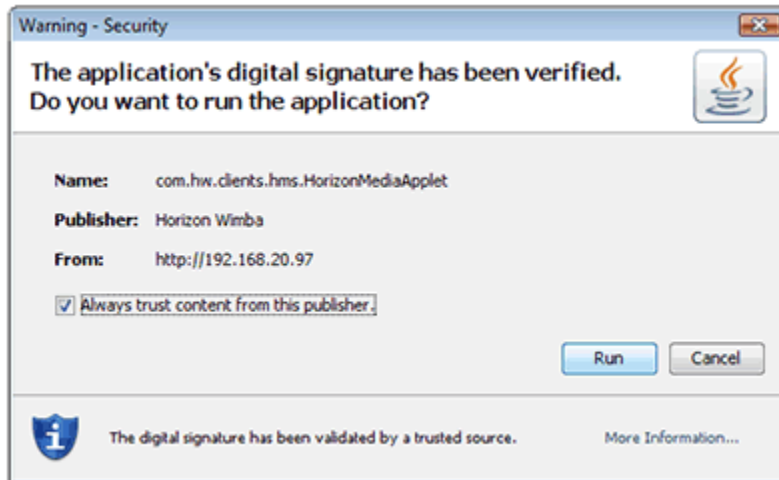 Warning - Security
The application's digital signature has been verified.
Do you want to run the application?
Name: com.hw.clients.hms.HorizonMediaApplet
Publisher: Horizon Wimba
From: http://192.168.20.97
Always trust content from this publisher.
Run Cancel
The digital signature has been validated by a trusted source. More Information...